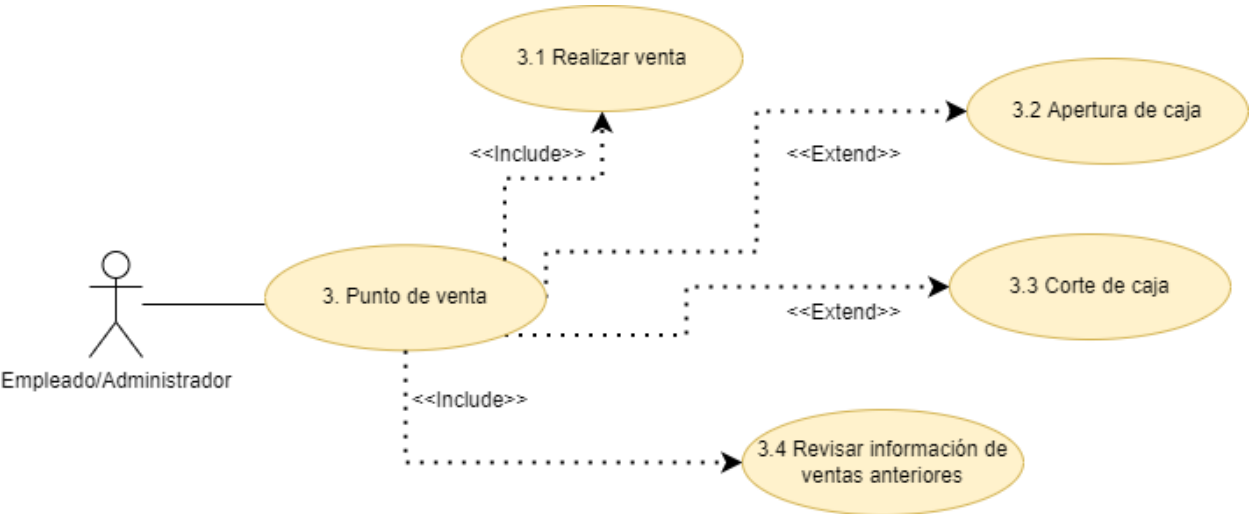 3.1 Realizar venta
3.2 Apertura de caja
<<Include>>
<<Extend>>
3. Punto de venta
3.3 Corte de caja
<<Extend>>
Empleado/Administrador
<<Include>>
3.4 Revisar información de
ventas anteriores